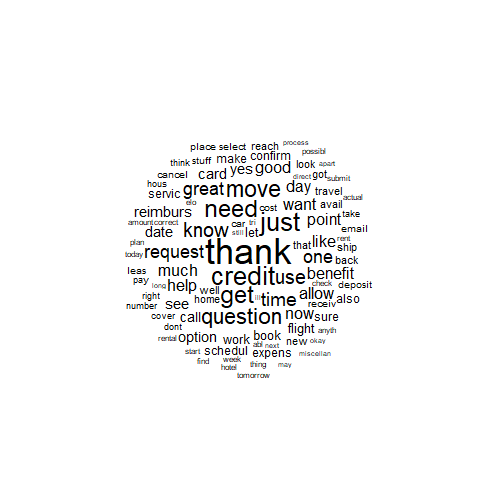 process
place select reach
possibl
think stuff make confirm
look apart
cancel card yes good
direct got submit
hous
servic great move day travel
actual
elo need cost want avail take
reimburs just point
amount correct car tri email
date know still let like rent
that ship
plan
today request thank one back
leas much credit use benefit
pay check deposit
long help well get ill time allow
right home receiv also
number see
cover call question now sure
dont flight anyth
rental option work book new okay
abl next
start schedul expens miscellan
week
find hotel thing may
tomorrow